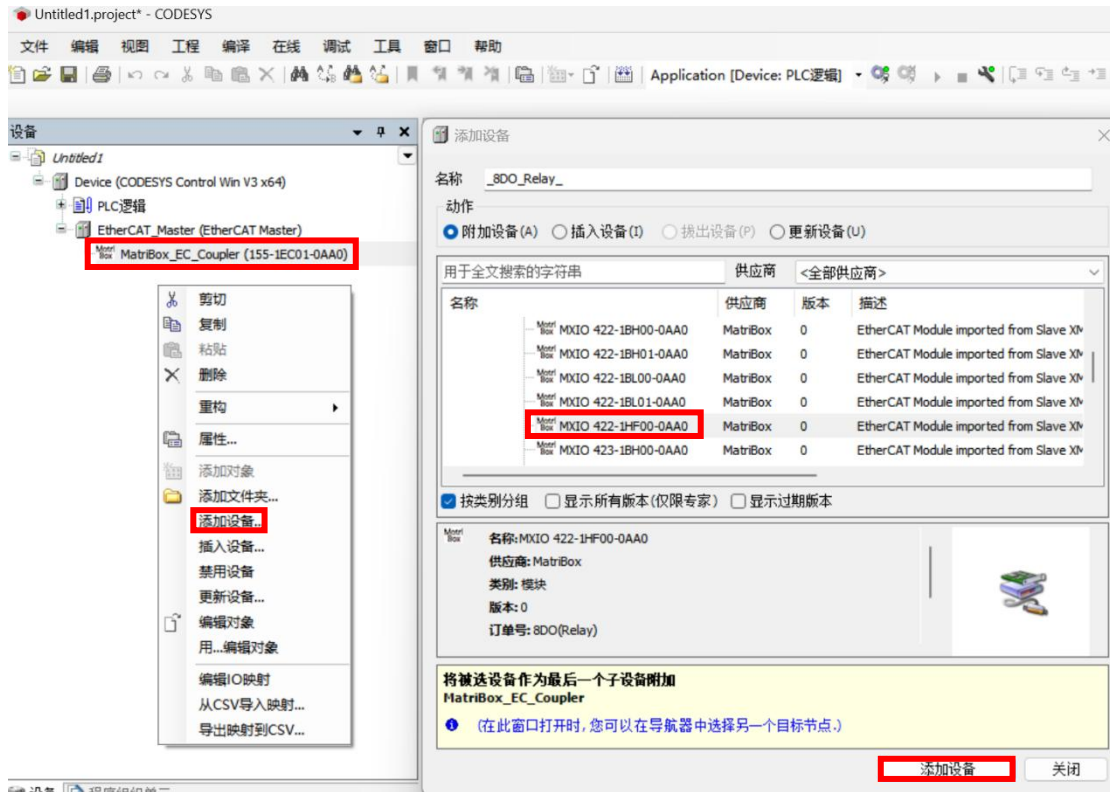 Untitled1.project* - CODESYS
文件 编辑 视图 工程 编译 在线 调试 工具 窗口 帮助
Application [Device: PLC逻辑]
设备
Untitled1
Device (CODESYS Control Win V3 x64)
PLC逻辑
EtherCAT_Master (EtherCAT Master)
MatriBox_EC_Coupler (155-1EC01-0AA0)
剪切
复制
粘贴
删除
重构
属性...
添加对象
添加文件夹...
添加设备...
插入设备...
禁用设备
更新设备...
编辑对象
用...编辑对象
编辑IO映射
从CSV导入映射...
导出映射到CSV...
设备
添加设备
名称 _8DO_Relay_
动作
附加设备(A) 插入设备(I) 拔出设备(P) 更新设备(U)
用于全文搜索的字符串 供应商 <全部供应商>
名称 供应商 版本 描述
MXIO 422-1BH00-0AA0 MatriBox 0 EtherCAT Module imported from Slave XM
MXIO 422-1BH01-0AA0 MatriBox 0 EtherCAT Module imported from Slave XM
MXIO 422-1BL00-0AA0 MatriBox 0 EtherCAT Module imported from Slave XM
MXIO 422-1BL01-0AA0 MatriBox 0 EtherCAT Module imported from Slave XM
MXIO 422-1HF00-0AA0 MatriBox 0 EtherCAT Module imported from Slave XM
MXIO 423-1BH00-0AA0 MatriBox 0 EtherCAT Module imported from Slave XM
按类别分组 显示所有版本(仅限专家) 显示过期版本
Matri
Box
名称:MXIO 422-1HF00-0AA0
供应商: MatriBox
类别: 模块
版本: 0
订单号: 8DO(Relay)
将被选设备作为最后一个子设备附加
MatriBox_EC_Coupler
(在此窗口打开时,您可以在导航器中选择另一个目标节点.)
添加设备 关闭